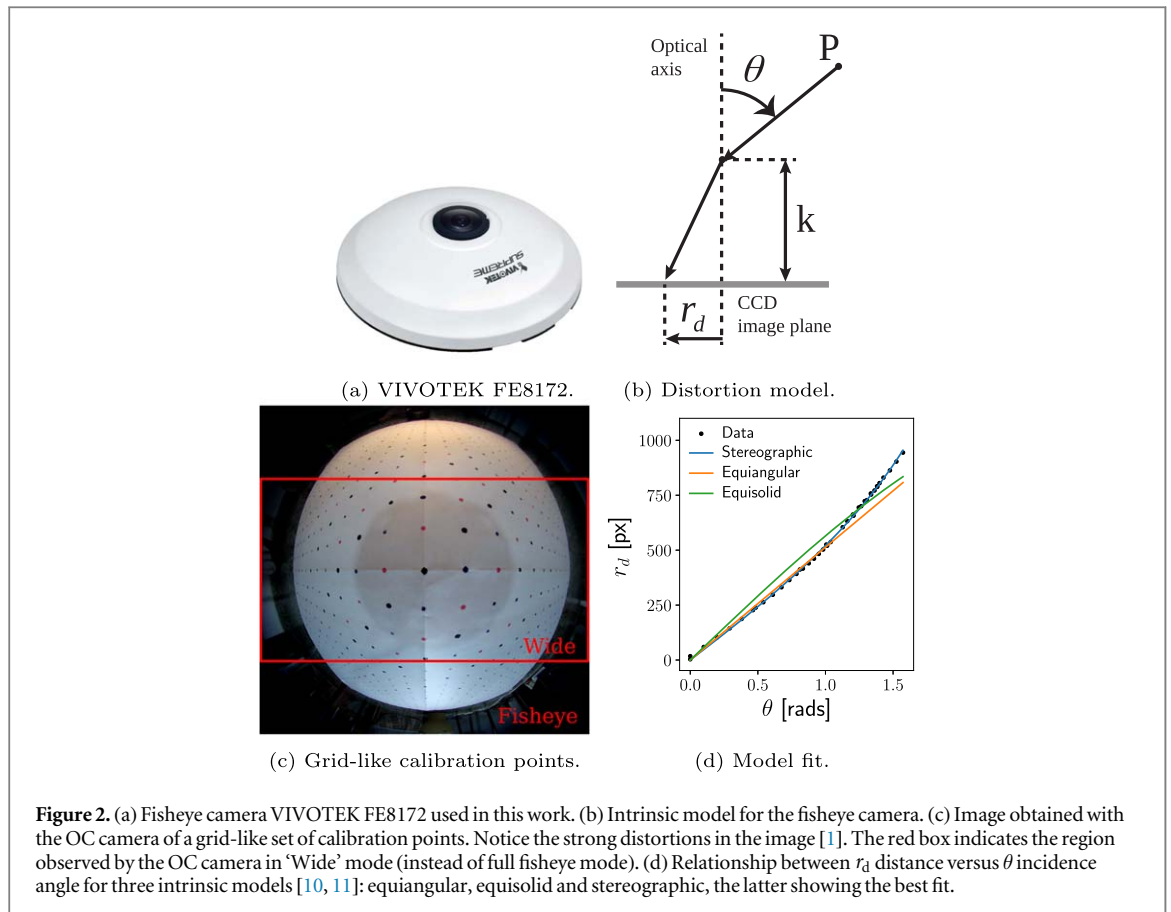 Optical
axis
θ
P
k
r_d
CCD
image plane
VIVOTEK
SUPREME
(a) VIVOTEK FE8172.
(b) Distortion model.
Wide
Fisheye
(c) Grid-like calibration points.
1000
750
500
250
0
r_d [px]
Data
Stereographic
Equiangular
Equisolid
0.0 0.5 1.0 1.5
θ [rads]
(d) Model fit.
Figure 2. (a) Fisheye camera VIVOTEK FE8172 used in this work. (b) Intrinsic model for the fisheye camera. (c) Image obtained with
the OC camera of a grid-like set of calibration points. Notice the strong distortions in the image [1]. The red box indicates the region
observed by the OC camera in ‘Wide’ mode (instead of full fisheye mode). (d) Relationship between r_d distance versus θ incidence
angle for three intrinsic models [10, 11]: equiangular, equisolid and stereographic, the latter showing the best fit.